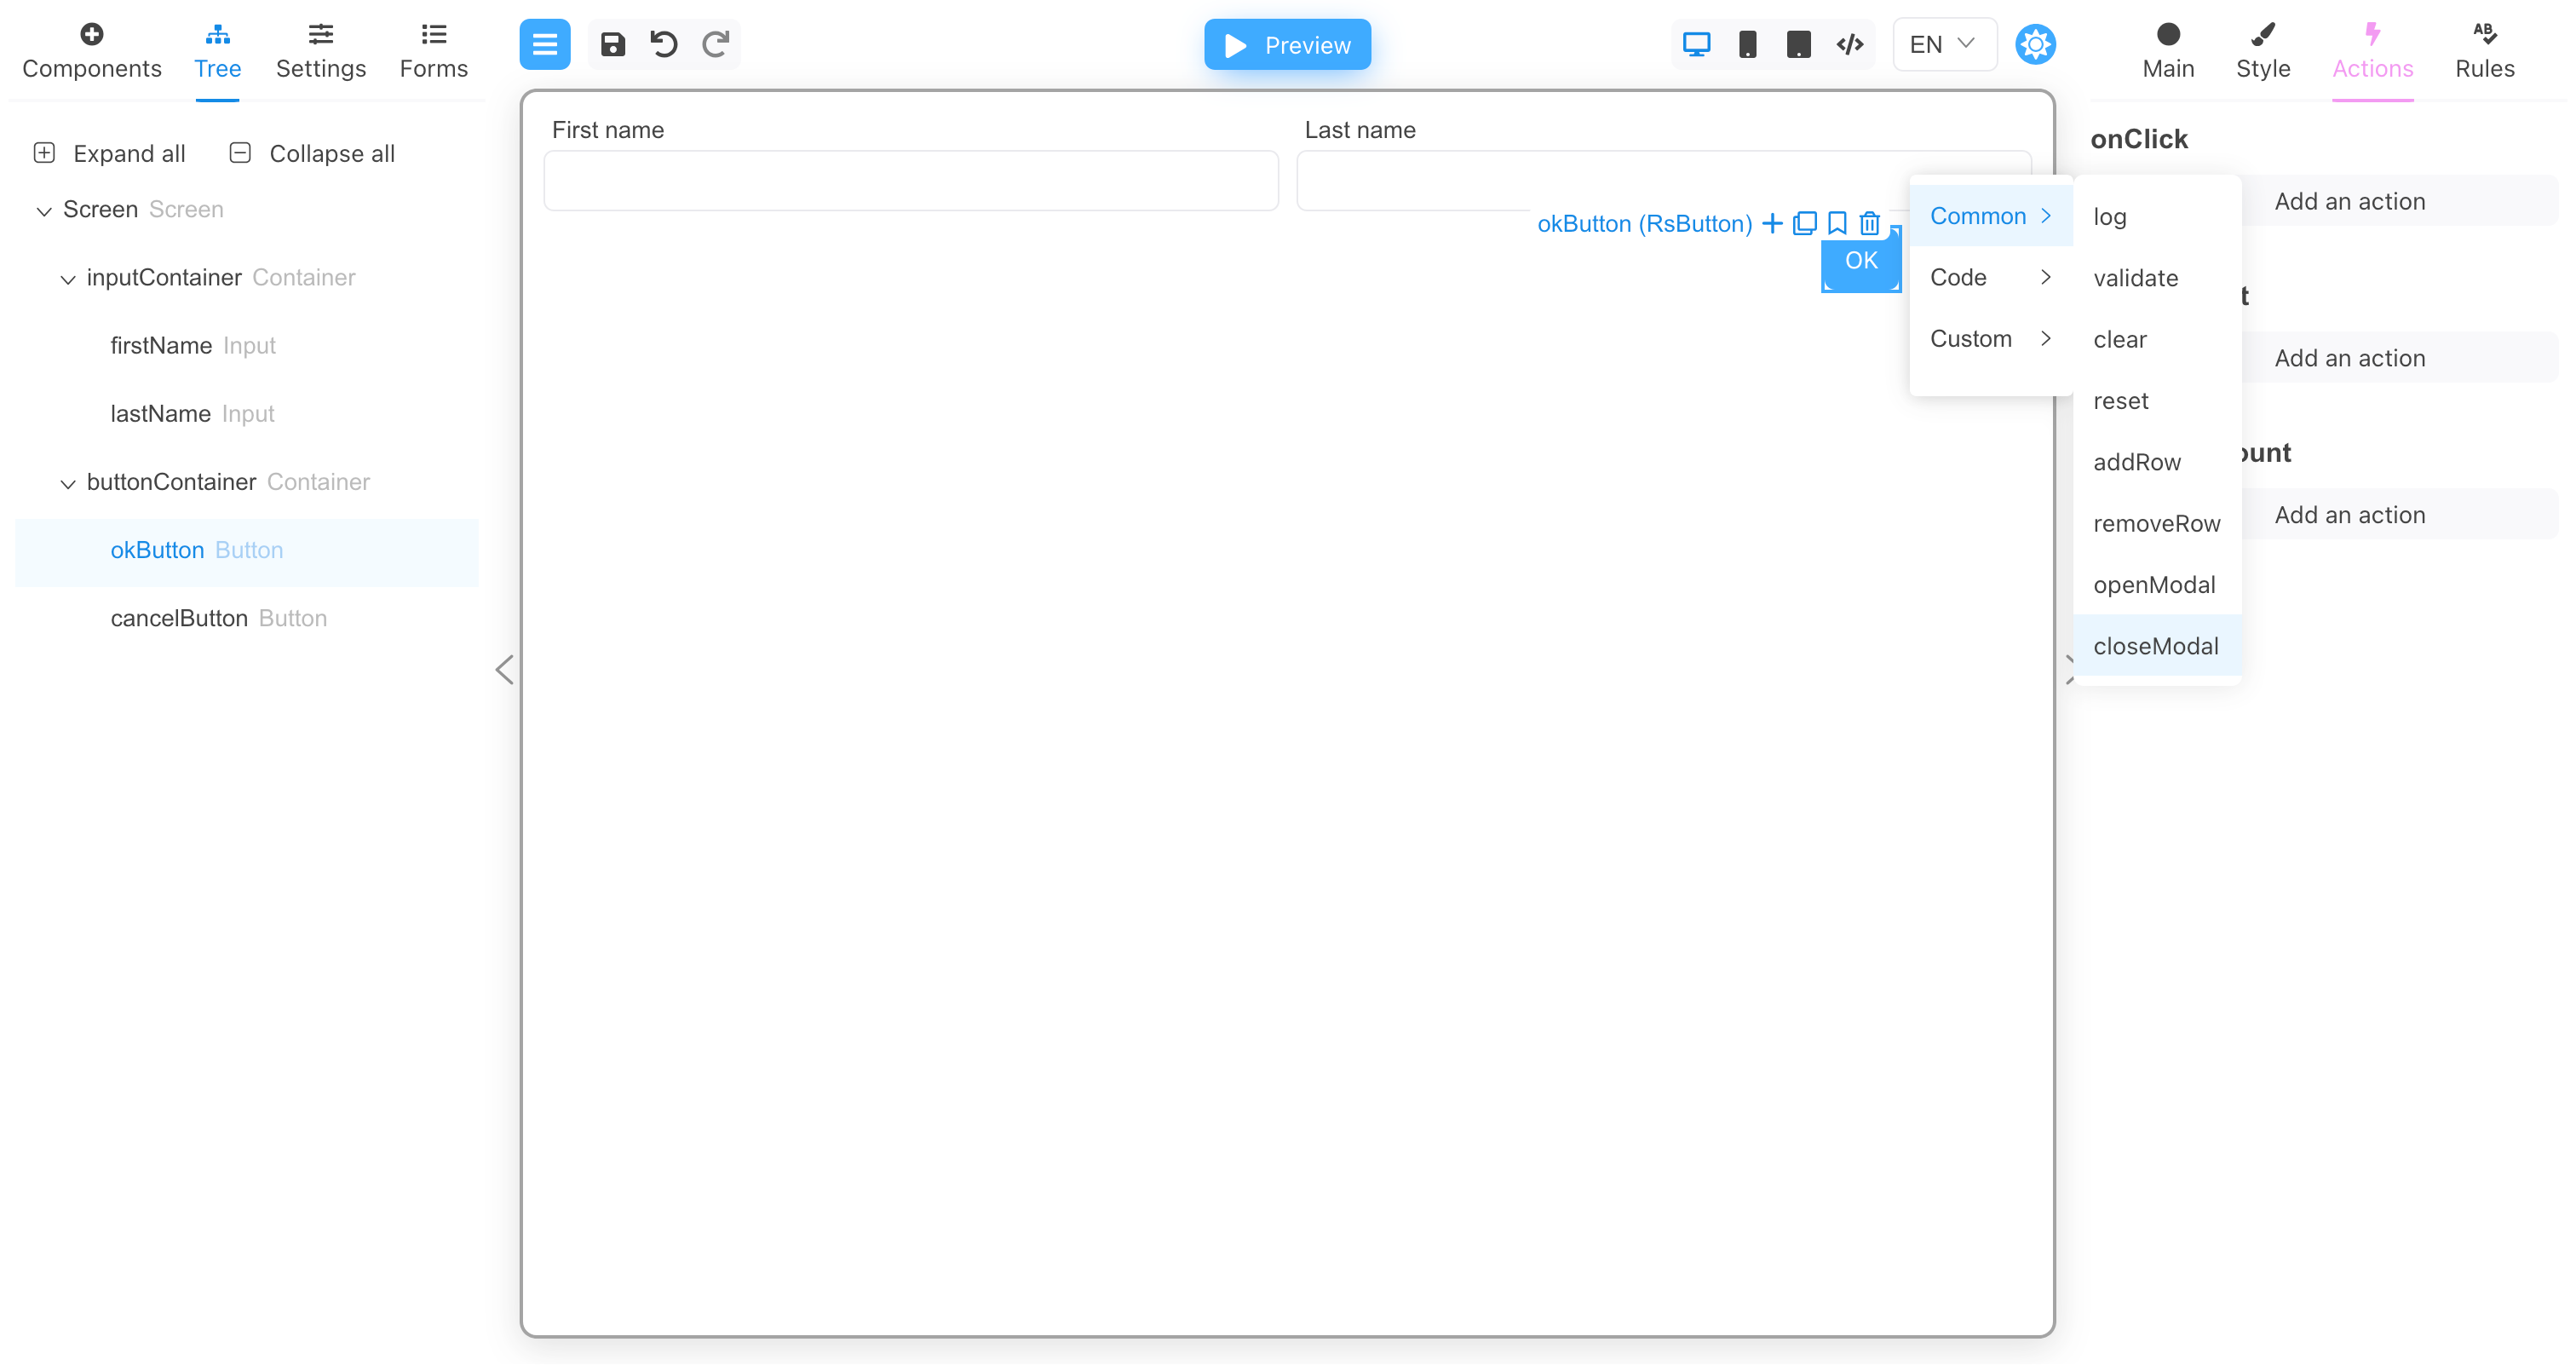 Components
Tree
Settings
Forms
Preview
EN
Main
Style
Actions
AB
Rules
Expand all
Collapse all
Screen Screen
inputContainer Container
firstName Input
lastName Input
buttonContainer Container
okButton Button
cancelButton Button
First name
Last name
okButton (RsButton)
OK
Common
Code
Custom
log
validate
clear
reset
addRow
removeRow
openModal
closeModal
onClick
Add an action
Add an action
Add an action